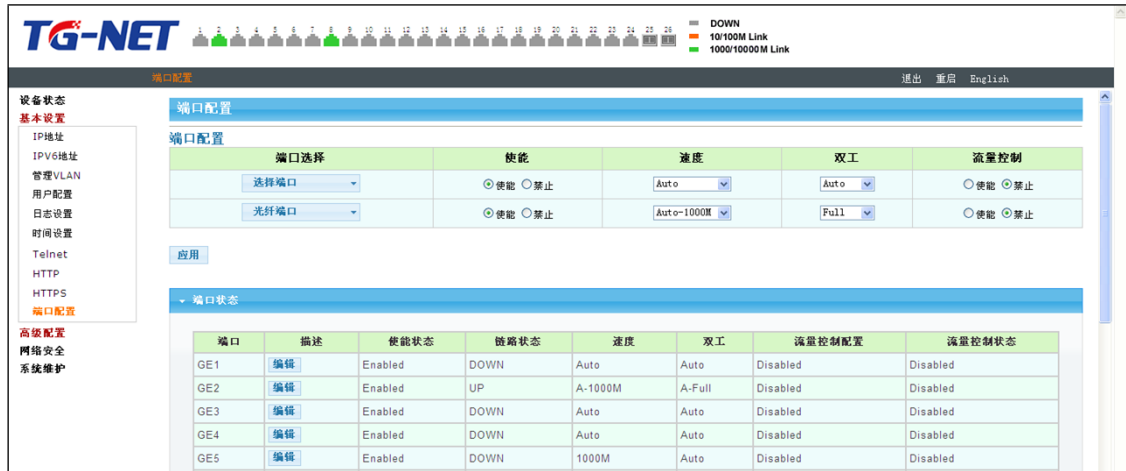 TG-NET
1 2 3 4 5 6 7 8 9 10 11 12 13 14 15 16 17 18 19 20 21 22 23 24 25 26
DOWN
10/100M Link
1000/10000M Link
端口配置 退出 重启 English
设备状态
基本设置
IP地址
IPV6地址
管理VLAN
用户配置
日志设置
时间设置
Telnet
HTTP
HTTPS
端口配置
高级配置
网络安全
系统维护
端口配置
端口配置
端口选择 使能 速度 双工 流量控制
选择端口 使能 禁止 Auto Auto 使能 禁止
光纤端口 使能 禁止 Auto-1000M Full 使能 禁止
应用
端口状态
端口 描述 使能状态 链路状态 速度 双工 流量控制配置 流量控制状态
GE1 编辑 Enabled DOWN Auto Auto Disabled Disabled
GE2 编辑 Enabled UP A-1000M A-Full Disabled Disabled
GE3 编辑 Enabled DOWN Auto Auto Disabled Disabled
GE4 编辑 Enabled DOWN Auto Auto Disabled Disabled
GE5 编辑 Enabled DOWN 1000M Auto Disabled Disabled